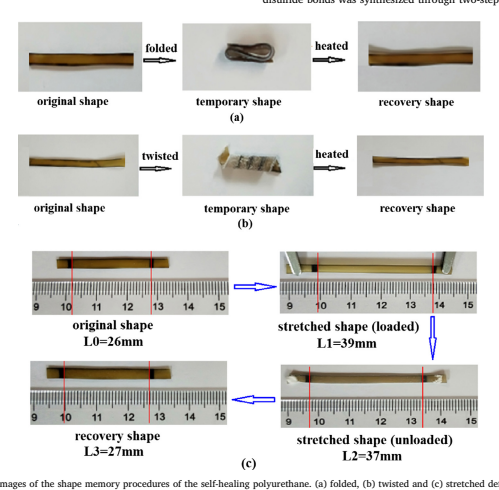 disulfide bonds was synthesized through two-step
folded
heated
original shape
temporary shape
recovery shape
(a)
twisted
heated
original shape
temporary shape
recovery shape
(b)
9 10 11 12 13 14 15
9 10 11 12 13 14 15
original shape
L0=26mm
stretched shape (loaded)
L1=39mm
9 10 11 12 13 14 15
9 10 11 12 13 14 15
recovery shape
L3=27mm
stretched shape (unloaded)
L2=37mm
(c)
mages of the shape memory procedures of the self-healing polyurethane. (a) folded, (b) twisted and (c) stretched de